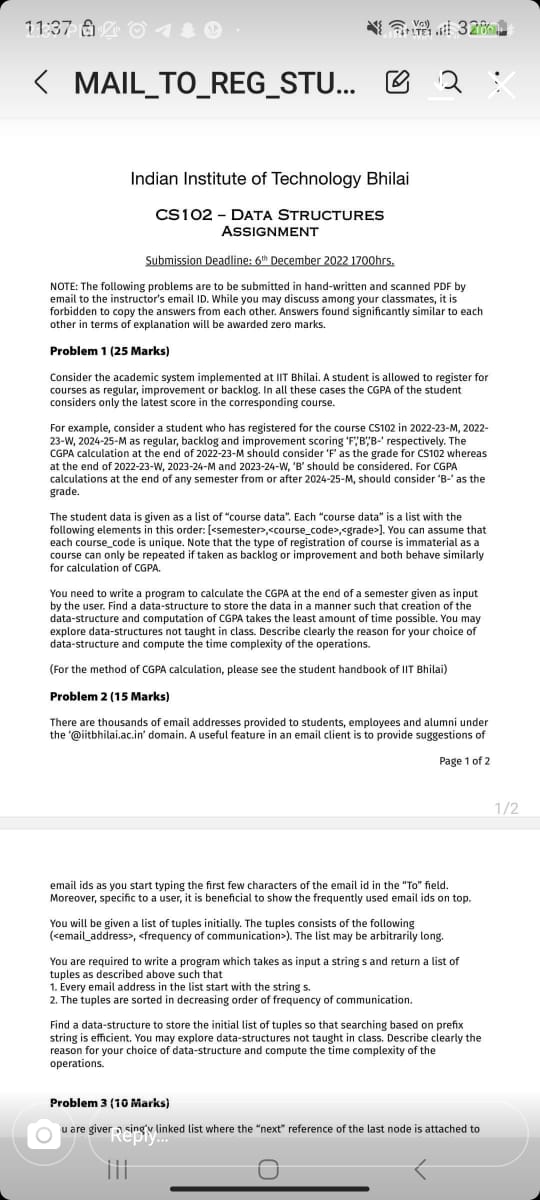 11:37
32%
MAIL_TO_REG_STU...
Indian Institute of Technology Bhilai
CS102 – DATA STRUCTURES
ASSIGNMENT
Submission Deadline: 6th December 2022 1700hrs.
NOTE: The following problems are to be submitted in hand-written and scanned PDF by
email to the instructor's email ID. While you may discuss among your classmates, it is
forbidden to copy the answers from each other. Answers found significantly similar to each
other in terms of explanation will be awarded zero marks.
Problem 1 (25 Marks)
Consider the academic system implemented at IIT Bhilai. A student is allowed to register for
courses as regular, improvement or backlog. In all these cases the CGPA of the student
considers only the latest score in the corresponding course.
For example, consider a student who has registered for the course CS102 in 2022-23-M, 2022-
23-W, 2024-25-M as regular, backlog and improvement scoring 'F','B','B-' respectively. The
CGPA calculation at the end of 2022-23-M should consider 'F' as the grade for CS102 whereas
at the end of 2022-23-W, 2023-24-M and 2023-24-W, 'B' should be considered. For CGPA
calculations at the end of any semester from or after 2024-25-M, should consider 'B-' as the
grade.
The student data is given as a list of "course data". Each "course data" is a list with the
following elements in this order: [<semester>,<course_code>,<grade>]. You can assume that
each course_code is unique. Note that the type of registration of course is immaterial as a
course can only be repeated if taken as backlog or improvement and both behave similarly
for calculation of CGPA.
You need to write a program to calculate the CGPA at the end of a semester given as input
by the user. Find a data-structure to store the data in a manner such that creation of the
data-structure and computation of CGPA takes the least amount of time possible. You may
explore data-structures not taught in class. Describe clearly the reason for your choice of
data-structure and compute the time complexity of the operations.
(For the method of CGPA calculation, please see the student handbook of IIT Bhilai)
Problem 2 (15 Marks)
There are thousands of email addresses provided to students, employees and alumni under
the '@iitbhilai.ac.in' domain. A useful feature in an email client is to provide suggestions of
Page 1 of 2
1/2
email ids as you start typing the first few characters of the email id in the "To" field.
Moreover, specific to a user, it is beneficial to show the frequently used email ids on top.
You will be given a list of tuples initially. The tuples consists of the following
(<email_address>, <frequency of communication>). The list may be arbitrarily long.
You are required to write a program which takes as input a string s and return a list of
tuples as described above such that
1. Every email address in the list start with the string s.
2. The tuples are sorted in decreasing order of frequency of communication.
Find a data-structure to store the initial list of tuples so that searching based on prefix
string is efficient. You may explore data-structures not taught in class. Describe clearly the
reason for your choice of data-structure and compute the time complexity of the
operations.
Problem 3 (10 Marks)
u are given a singly linked list where the "next" reference of the last node is attached to
Reply...